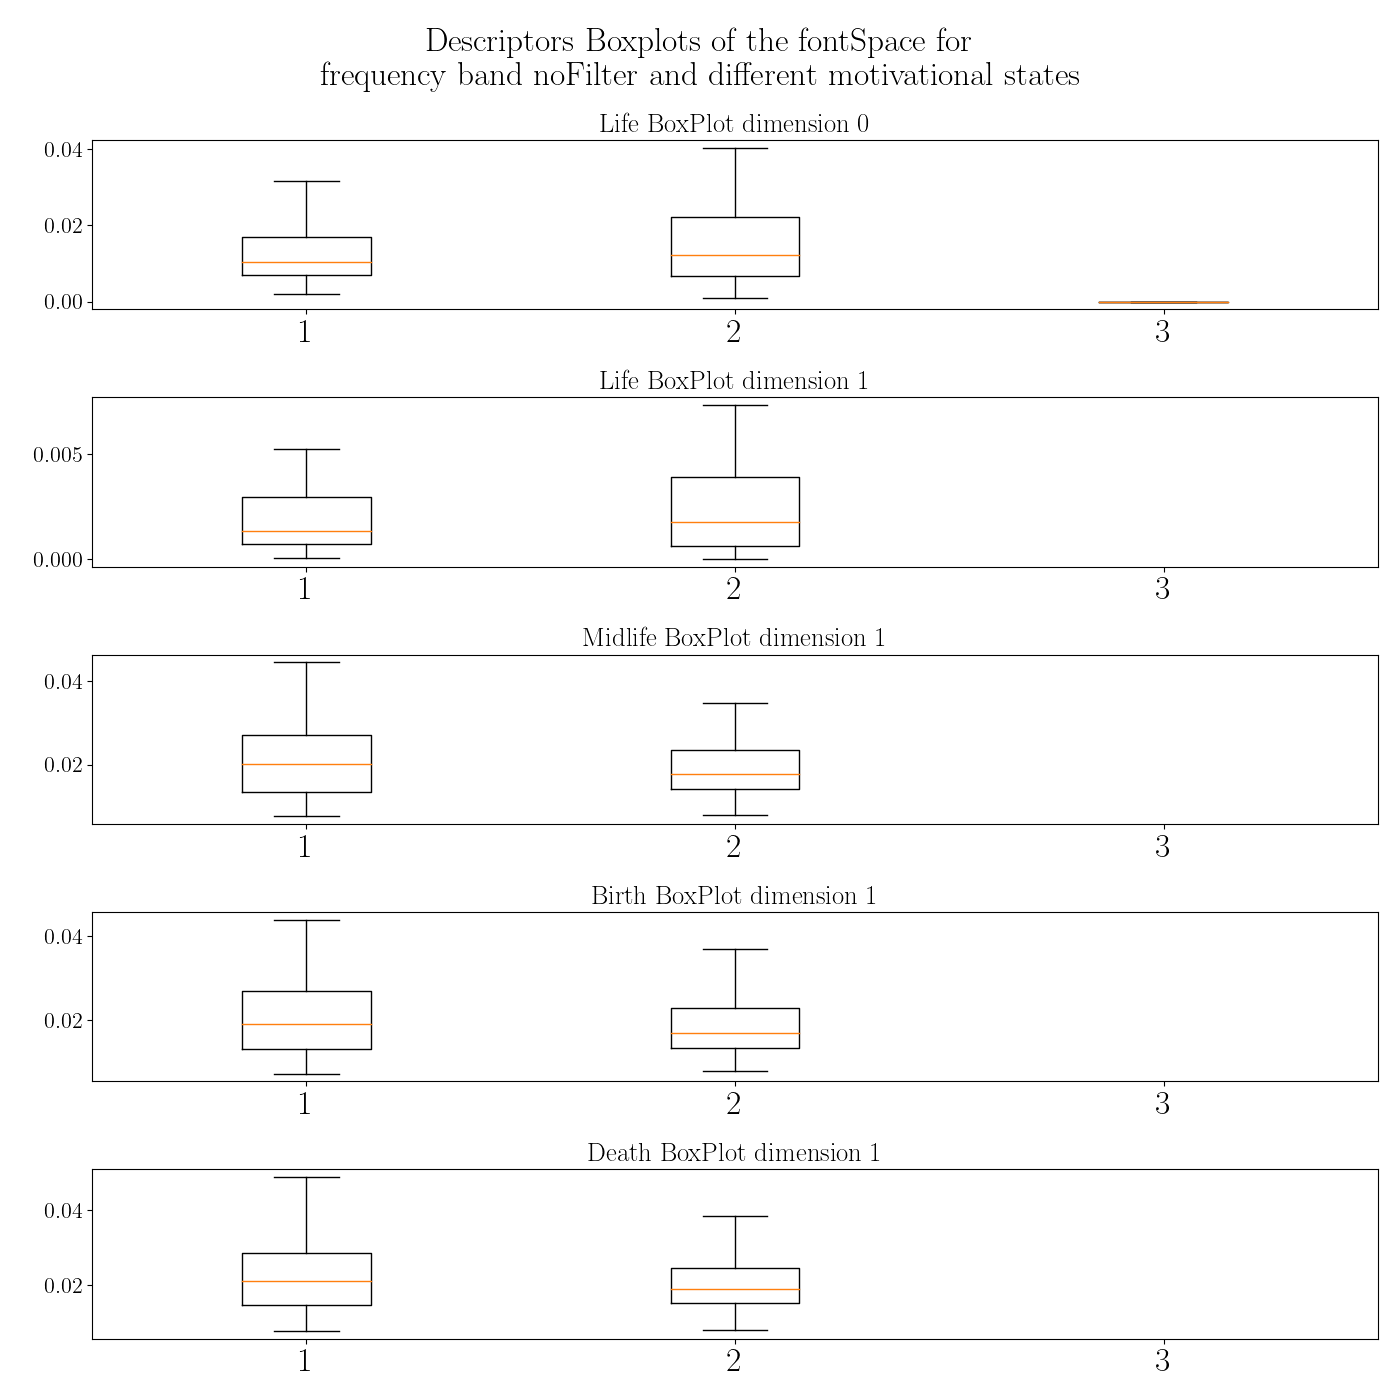 Descriptors Boxplots of the fontSpace for
frequency band noFilter and different motivational states
Life BoxPlot dimension 0
0.04
0.02
0.00
1 2 3
Life BoxPlot dimension 1
0.005
0.000
1 2 3
Midlife BoxPlot dimension 1
0.04
0.02
1 2 3
Birth BoxPlot dimension 1
0.04
0.02
1 2 3
Death BoxPlot dimension 1
0.04
0.02
1 2 3